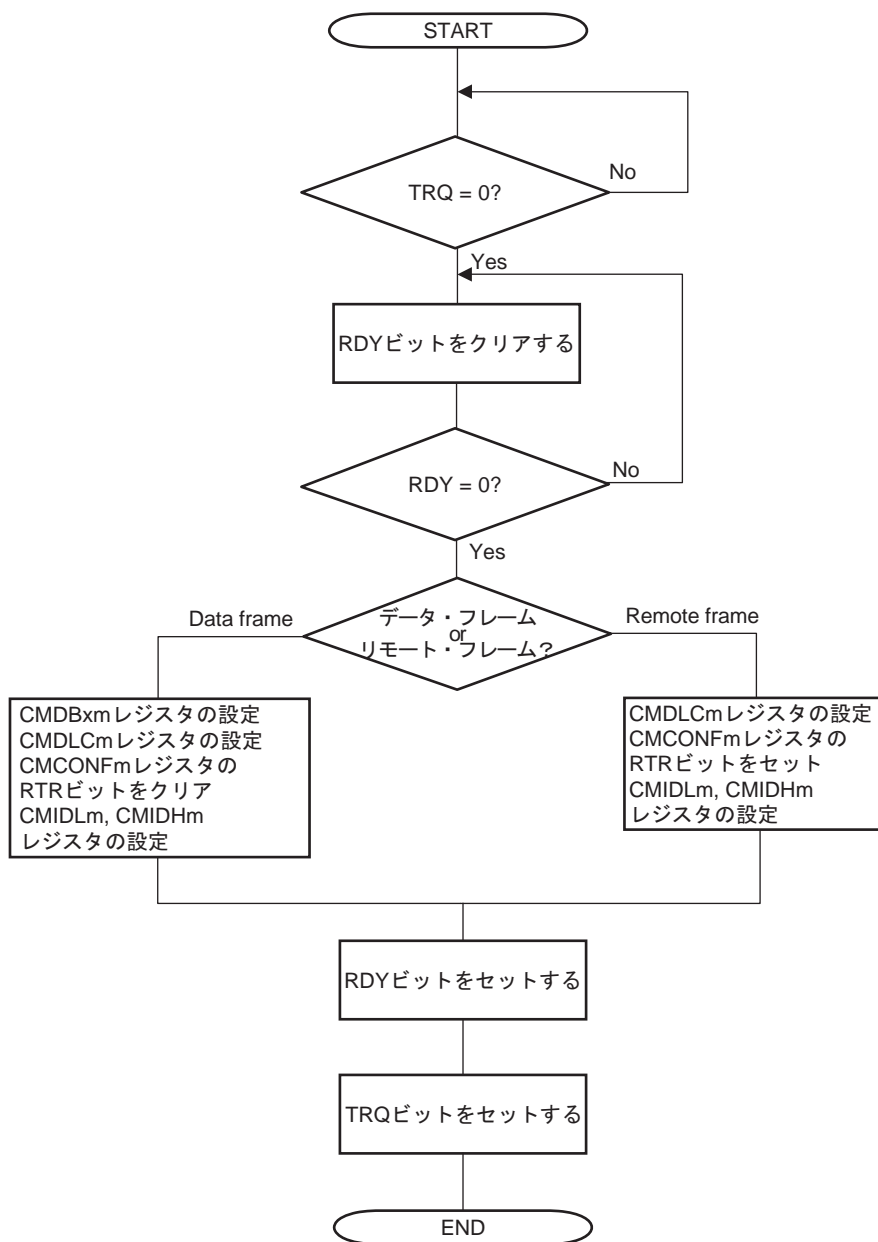 START
TRQ = 0?
No
Yes
RDYビットをクリアする
RDY = 0?
No
Yes
データ・フレーム
or
リモート・フレーム？
Data frame
Remote frame
CMDBxmレジスタの設定
CMDLCmレジスタの設定
CMCONFmレジスタの
RTRビットをクリア
CMIDLm, CMIDHm
レジスタの設定
CMDLCmレジスタの設定
CMCONFmレジスタの
RTRビットをセット
CMIDLm, CMIDHm
レジスタの設定
RDYビットをセットする
TRQビットをセットする
END